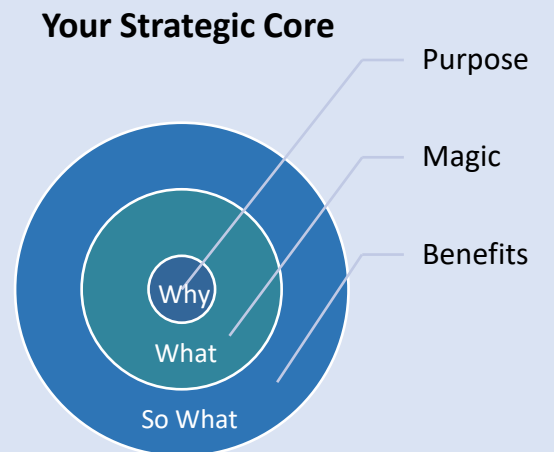 Your Strategic Core
Purpose
Magic
Benefits
Why
What
So What